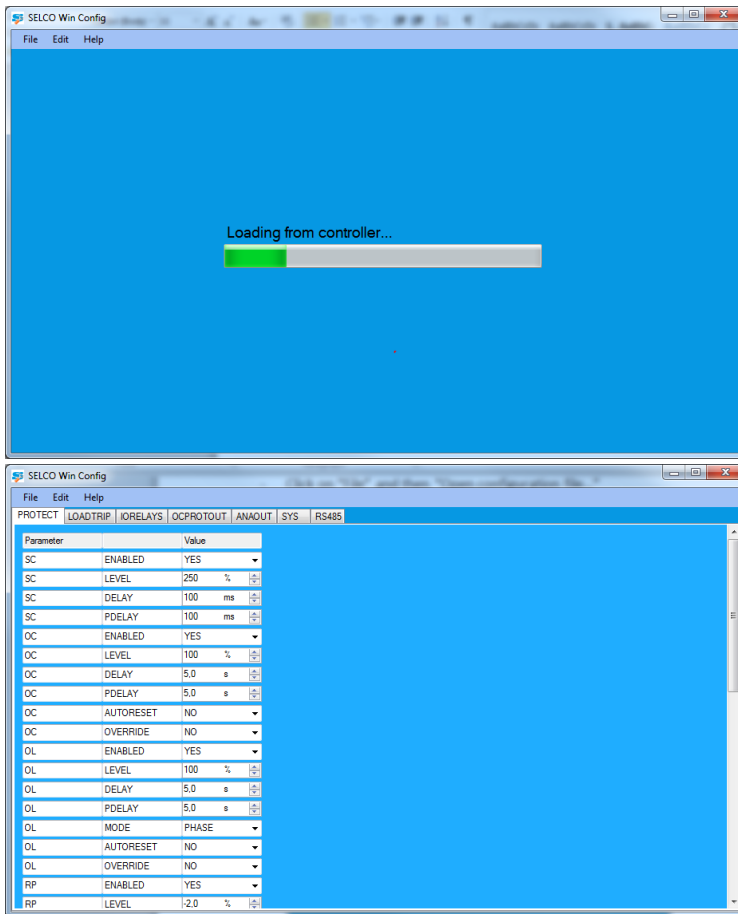 SELCO Win Config
File Edit Help
Loading from controller...
SELCO Win Config
File Edit Help
PROTECT LOADTRIP IORELAYS OCPROTOUT ANAOUT SYS RS485
Parameter Value
SC ENABLED YES
SC LEVEL 250 %
SC DELAY 100 ms
SC PDELAY 100 ms
OC ENABLED YES
OC LEVEL 100 %
OC DELAY 5,0 s
OC PDELAY 5,0 s
OC AUTORESET NO
OC OVERRIDE NO
OL ENABLED YES
OL LEVEL 100 %
OL DELAY 5,0 s
OL PDELAY 5,0 s
OL MODE PHASE
OL AUTORESET NO
OL OVERRIDE NO
RP ENABLED YES
RP LEVEL -2,0 %